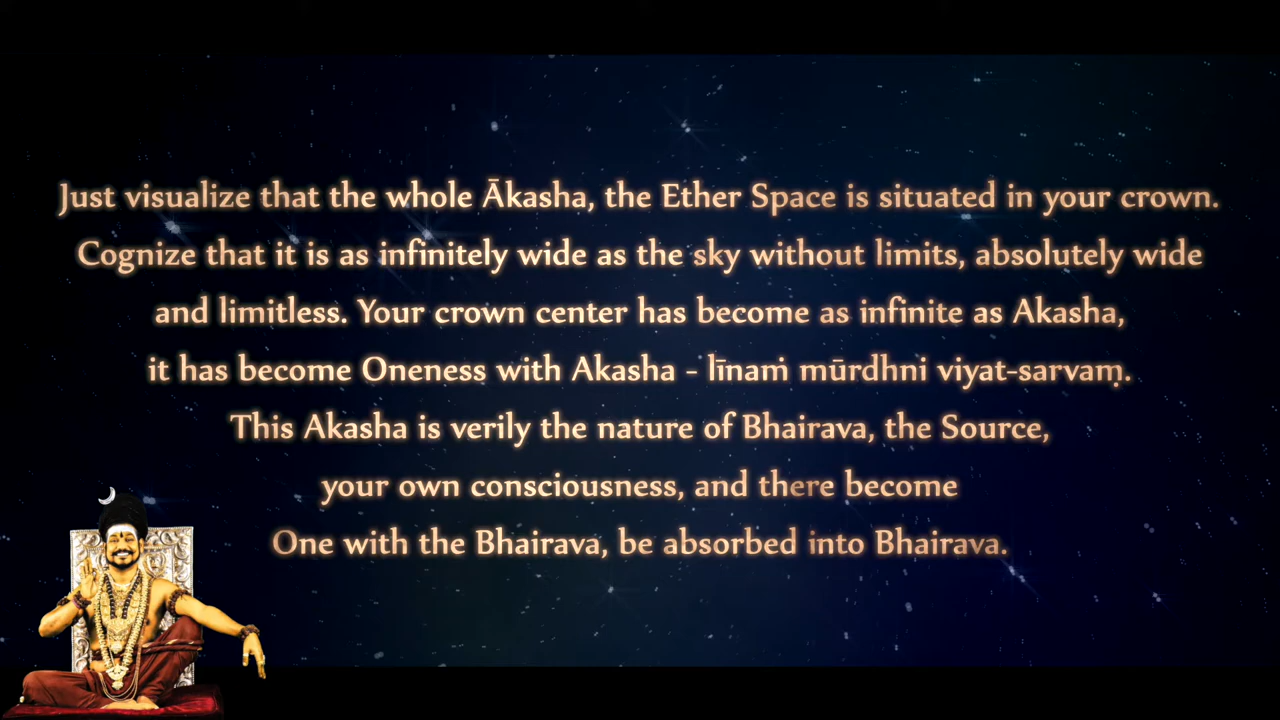 Just visualize that the whole Ākasha, the Ether Space is situated in your crown.
Cognize that it is as infinitely wide as the sky without limits, absolutely wide
and limitless. Your crown center has become as infinite as Akasha,
it has become Oneness with Akasha - līnaṁ mūrdhni viyat-sarvaṃ.
This Akasha is verily the nature of Bhairava, the Source,
your own consciousness, and there become
One with the Bhairava, be absorbed into Bhairava.